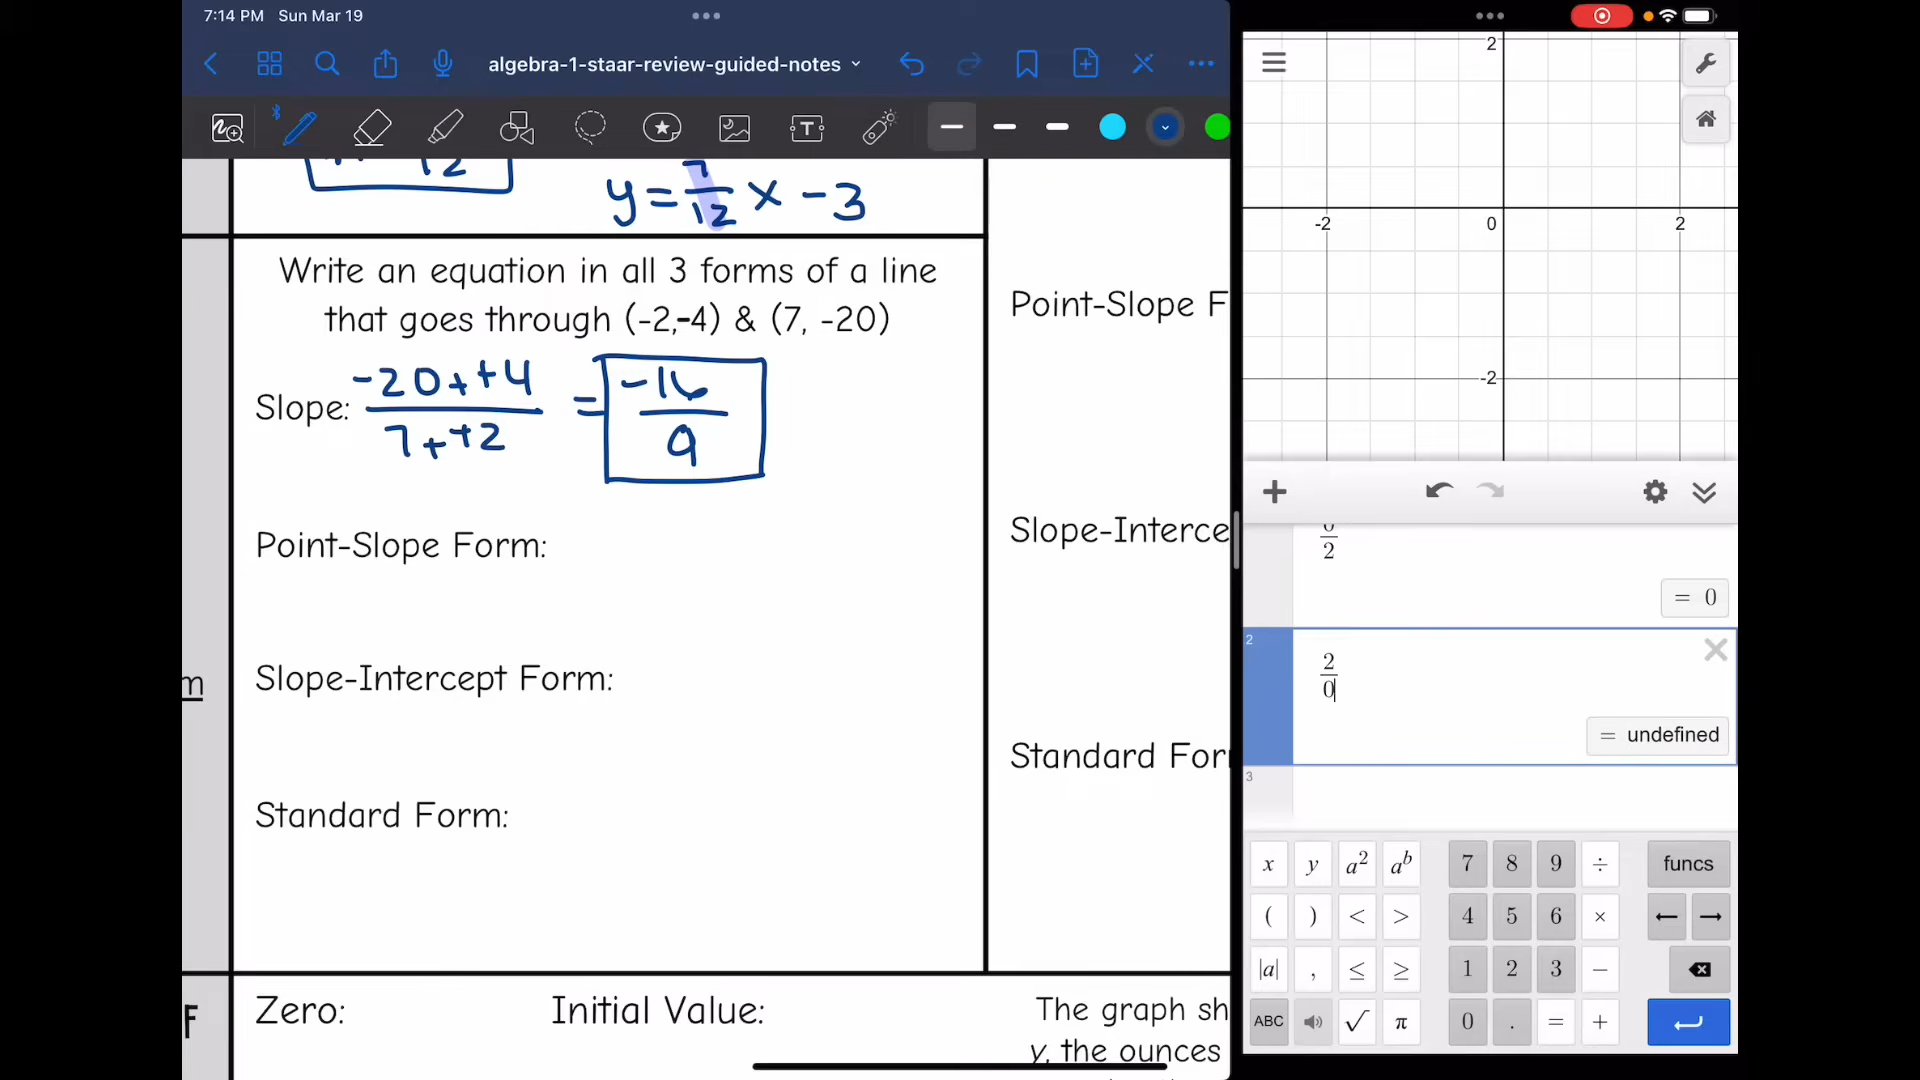 7:14 PM Sun Mar 19
algebra-1-staar-review-guided-notes
12
y = 7/12 x - 3
Write an equation in all 3 forms of a line
that goes through (-2,-4) & (7, -20)
-20 + +4
Slope:
7 + +2
= -16/9
Point-Slope Form:
Slope-Intercept Form:
Standard Form:
m
F
Zero: Initial Value:
Point-Slope F
Slope-Interce
Standard For
The graph sh
y, the ounces
2
-2 0 2
-2
0/2
= 0
2
2/0
= undefined
3
x y a² aᵇ 7 8 9 ÷ funcs
( ) < > 4 5 6 × ← →
|a| , ≤ ≥ 1 2 3 −
ABC √ π 0 . = +